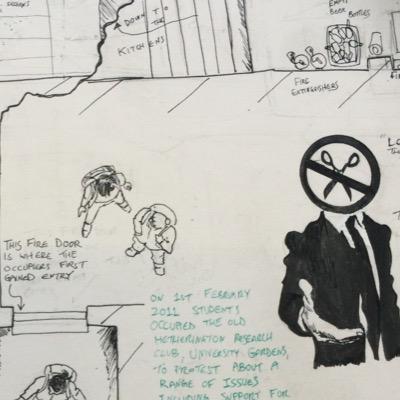 DOWN TO
THE
KITCHENS
EMPTY
BEER BOTTLES
FIRE
EXTINGUISHERS
THIS FIRE DOOR
IS WHERE THE
OCCUPIERS FIRST
GAINED ENTRY
ON 1ST FEBRUARY
2011 STUDENTS
OCCUPIED THE OLD
HETHERINGTON RESEARCH
CLUB, UNIVERSITY GARDENS,
TO PROTEST ABOUT A
RANGE OF ISSUES
INCLUDING SUPPORT FOR